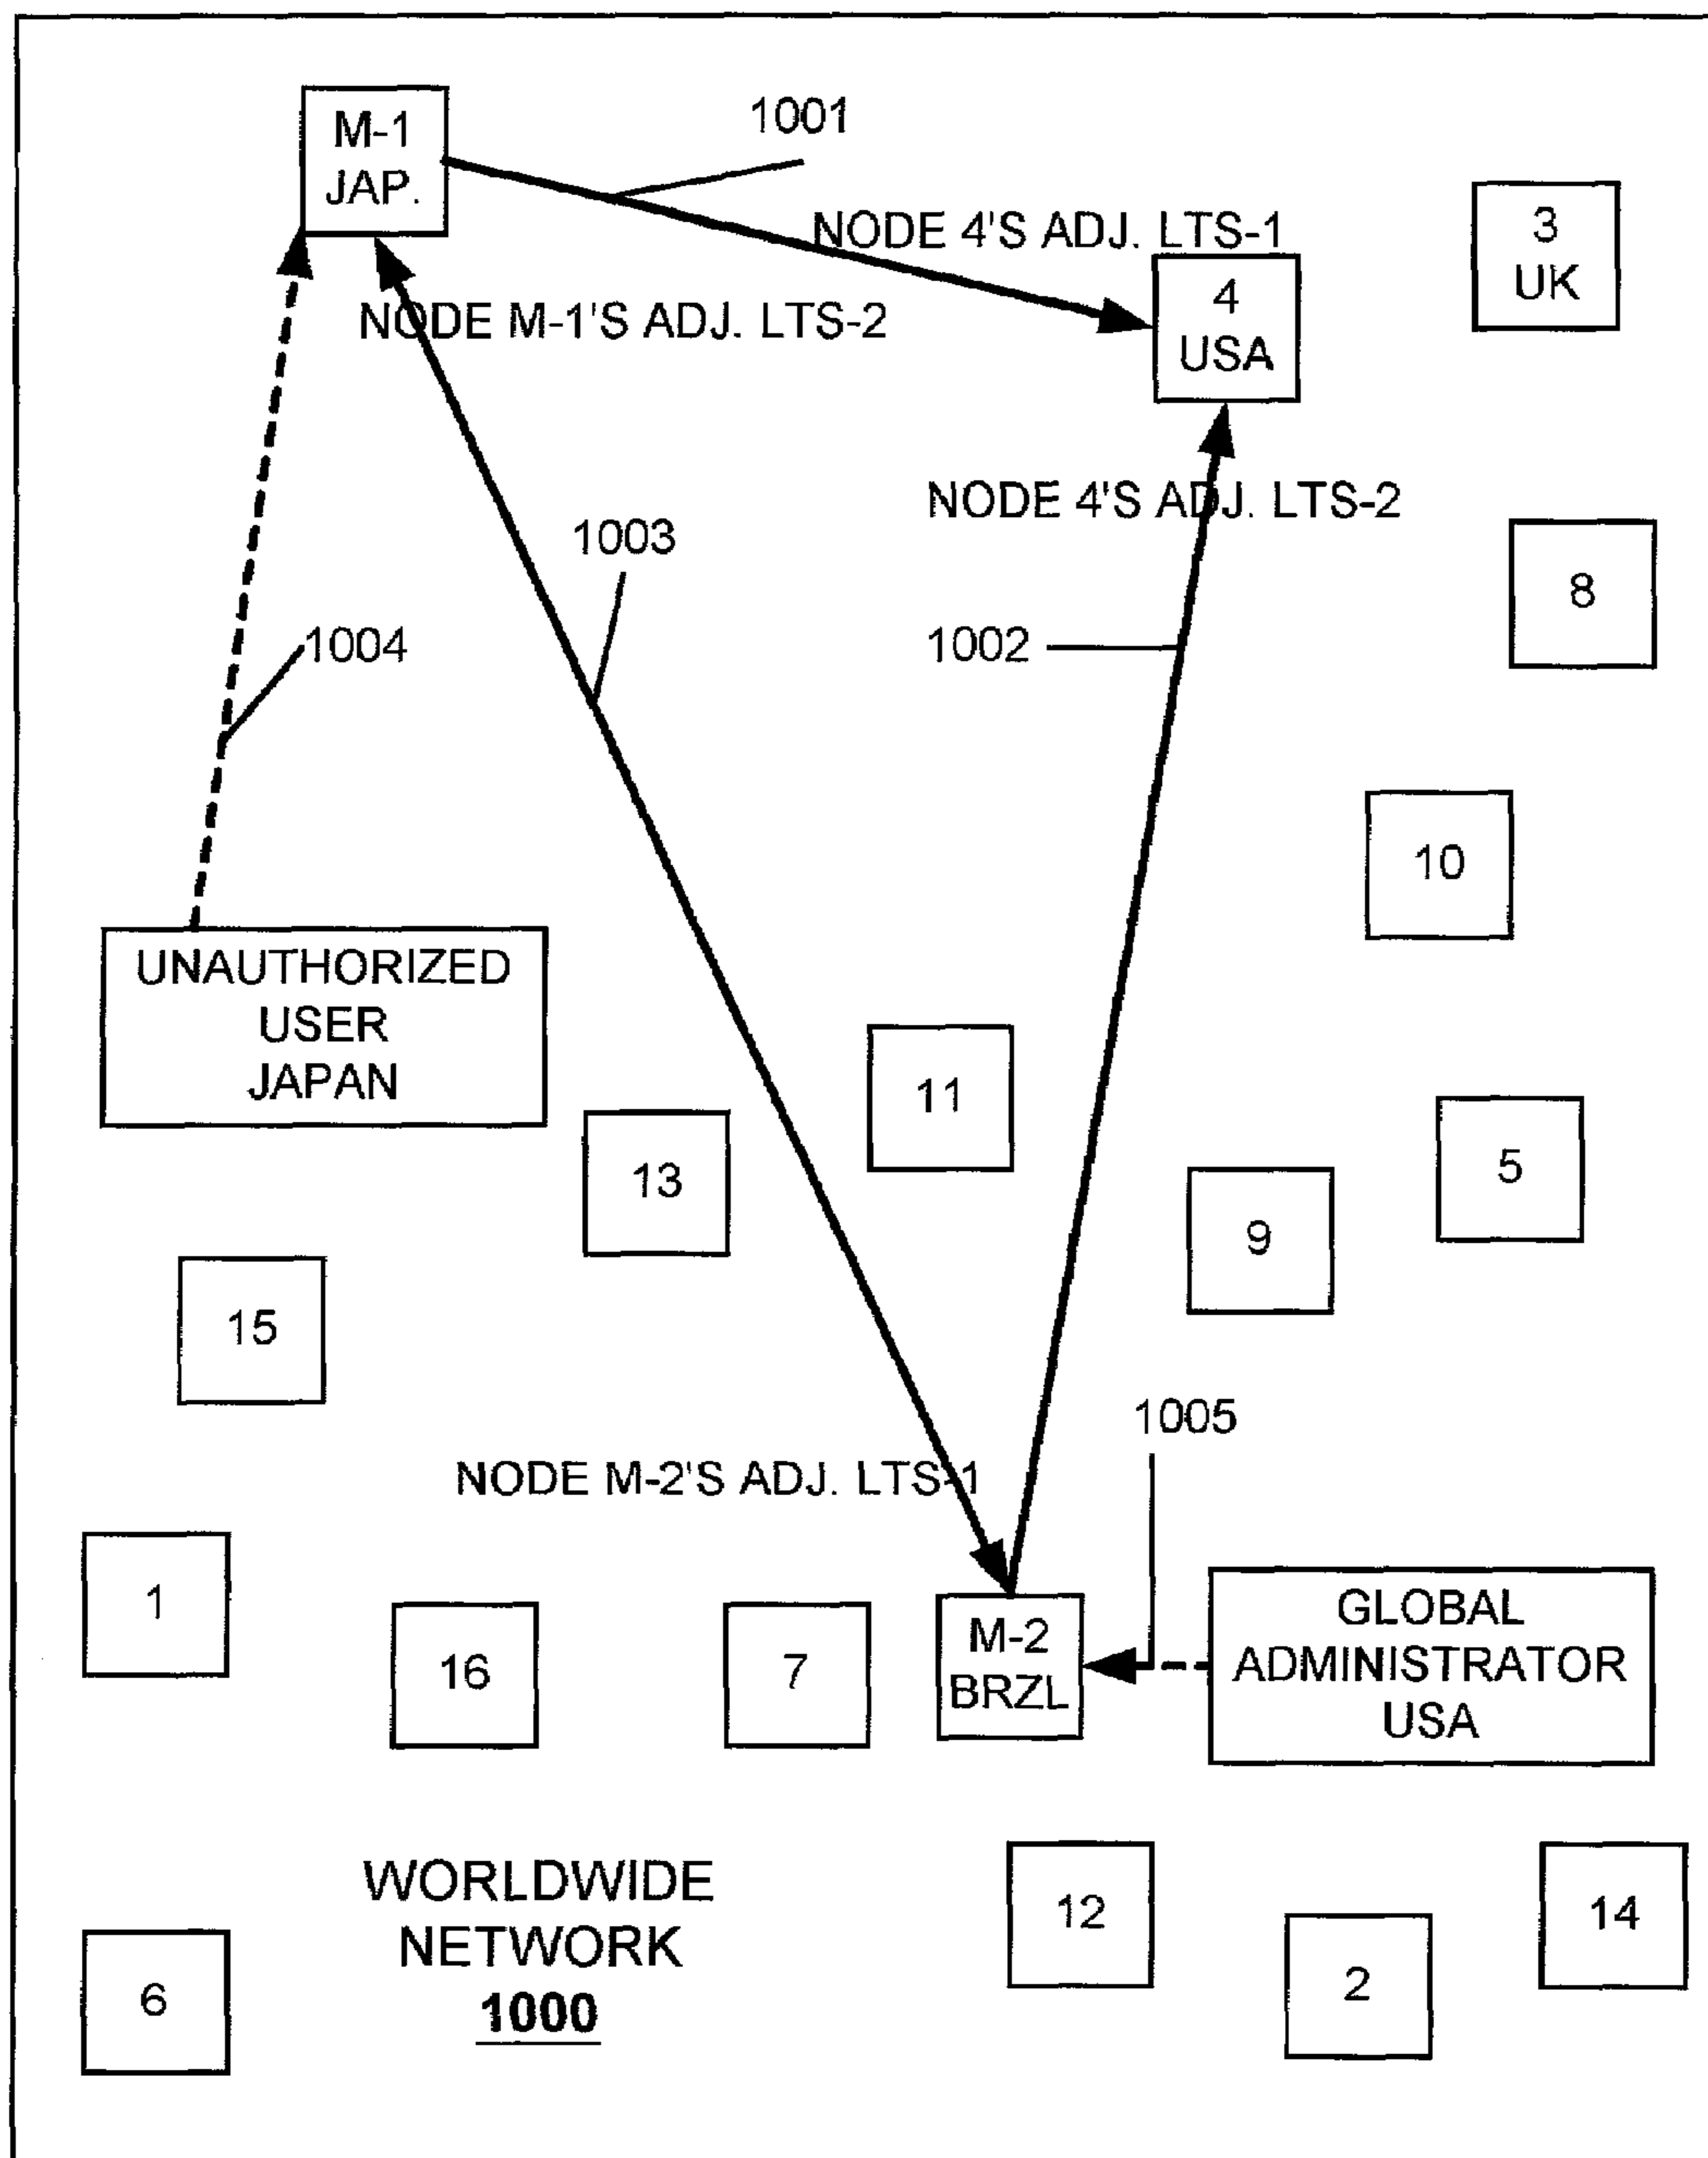 M-1
JAP.
1001
NODE 4'S ADJ. LTS-1
3
UK
4
USA
NODE M-1'S ADJ. LTS-2
NODE 4'S ADJ. LTS-2
1003
8
1004
1002
10
UNAUTHORIZED
USER
JAPAN
11
13
5
9
15
1005
NODE M-2'S ADJ. LTS-1
1
16
7
M-2
BRZL
GLOBAL
ADMINISTRATOR
USA
WORLDWIDE
NETWORK
1000
12
14
2
6